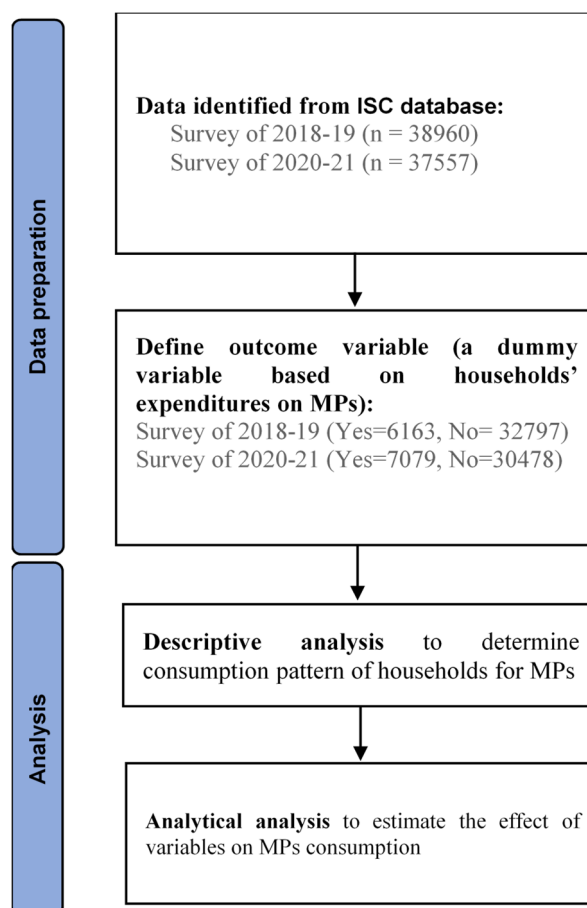 Data preparation
Data identified from ISC database:
Survey of 2018-19 (n = 38960)
Survey of 2020-21 (n = 37557)
Define outcome variable (a dummy
variable based on households’
expenditures on MPs):
Survey of 2018-19 (Yes=6163, No= 32797)
Survey of 2020-21 (Yes=7079, No=30478)
Analysis
Descriptive analysis to determine
consumption pattern of households for MPs
Analytical analysis to estimate the effect of
variables on MPs consumption